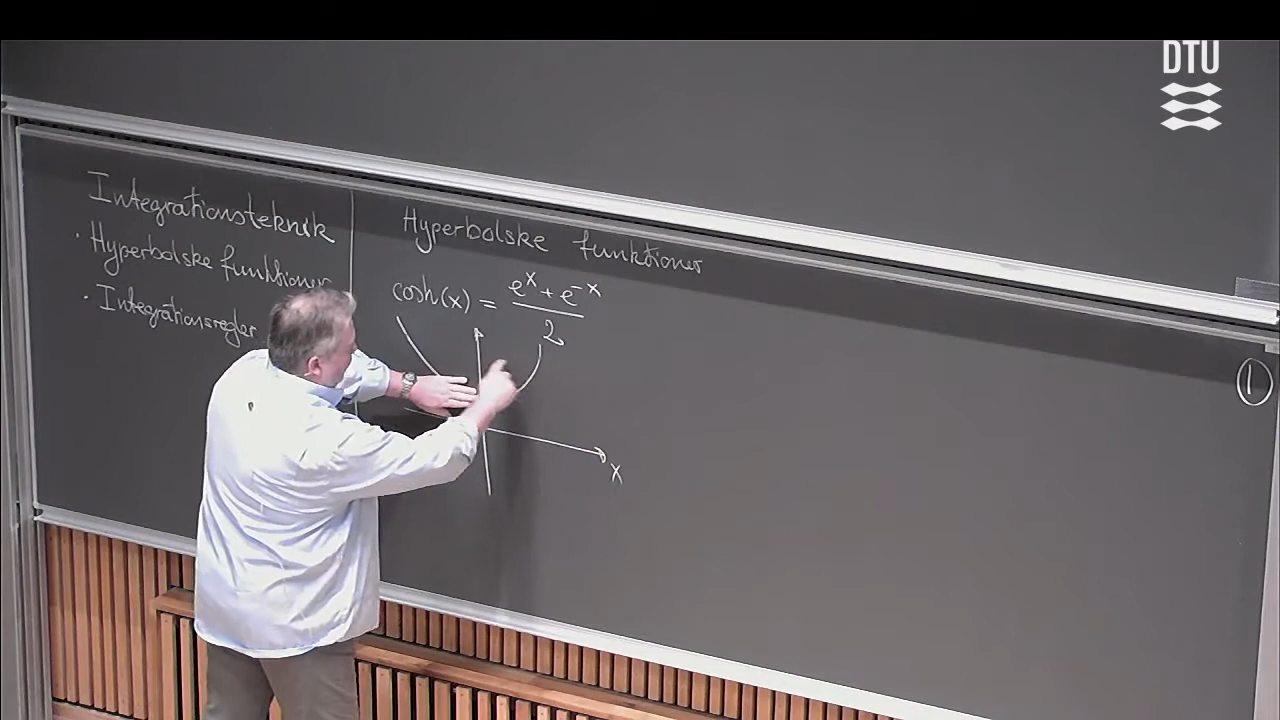 DTU
Integrationsteknik
· Hyperbolske funktioner
· Integrationsregler
Hyperbolske funktioner
cosh(x) = (e^x + e^-x) / 2
x
1